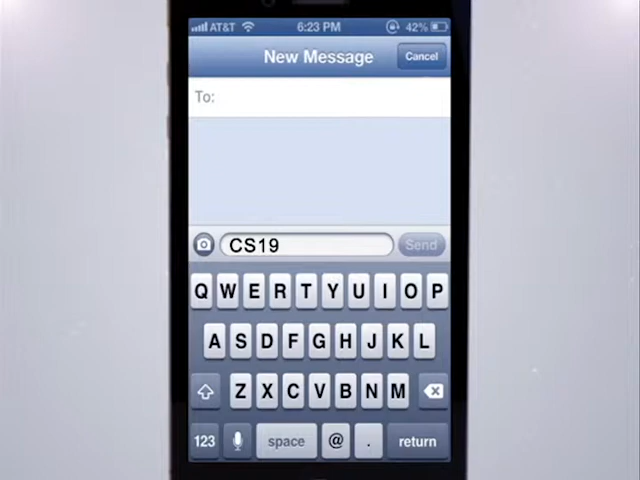 AT&T 6:23 PM 42%
New Message Cancel
To:
CS19 Send
Q W E R T Y U I O P
A S D F G H J K L
Z X C V B N M
123 space @ . return